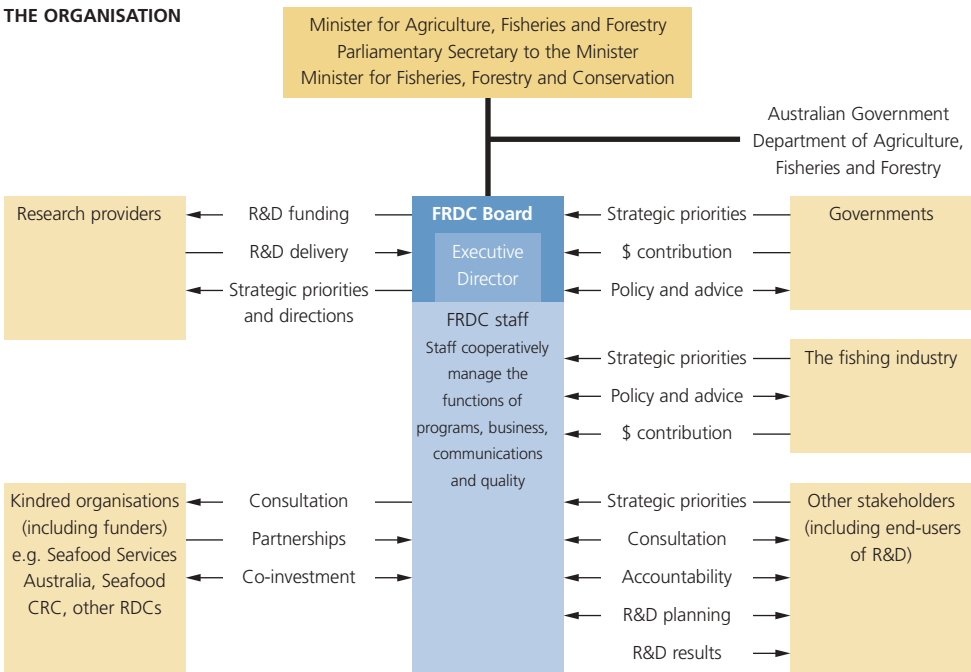 THE ORGANISATION
Minister for Agriculture, Fisheries and Forestry
Parliamentary Secretary to the Minister
Minister for Fisheries, Forestry and Conservation
Australian Government
Department of Agriculture,
Fisheries and Forestry
Research providers
R&D funding
R&D delivery
Strategic priorities
and directions
FRDC Board
Executive
Director
FRDC staff
Staff cooperatively
manage the
functions of
programs, business,
communications
and quality
Strategic priorities
$ contribution
Policy and advice
Governments
Strategic priorities
Policy and advice
$ contribution
The fishing industry
Kindred organisations
(including funders)
e.g. Seafood Services
Australia, Seafood
CRC, other RDCs
Consultation
Partnerships
Co-investment
Strategic priorities
Consultation
Accountability
R&D planning
R&D results
Other stakeholders
(including end-users
of R&D)